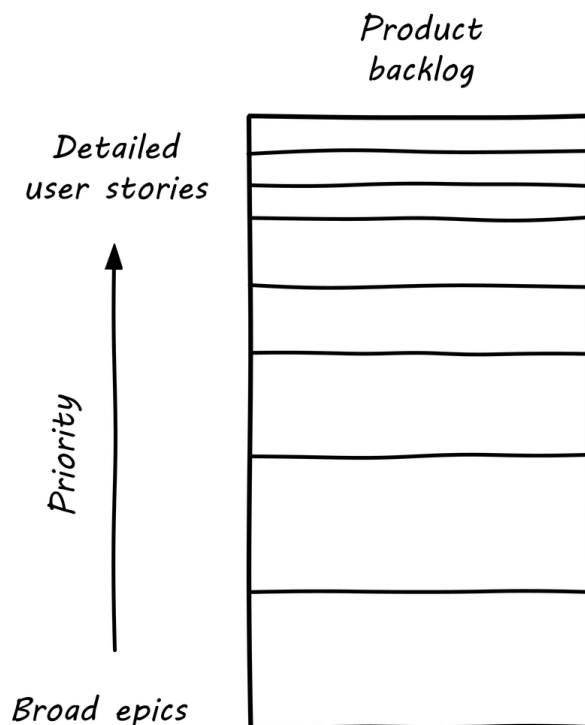 Product
backlog
Detailed
user stories
Priority
Broad epics